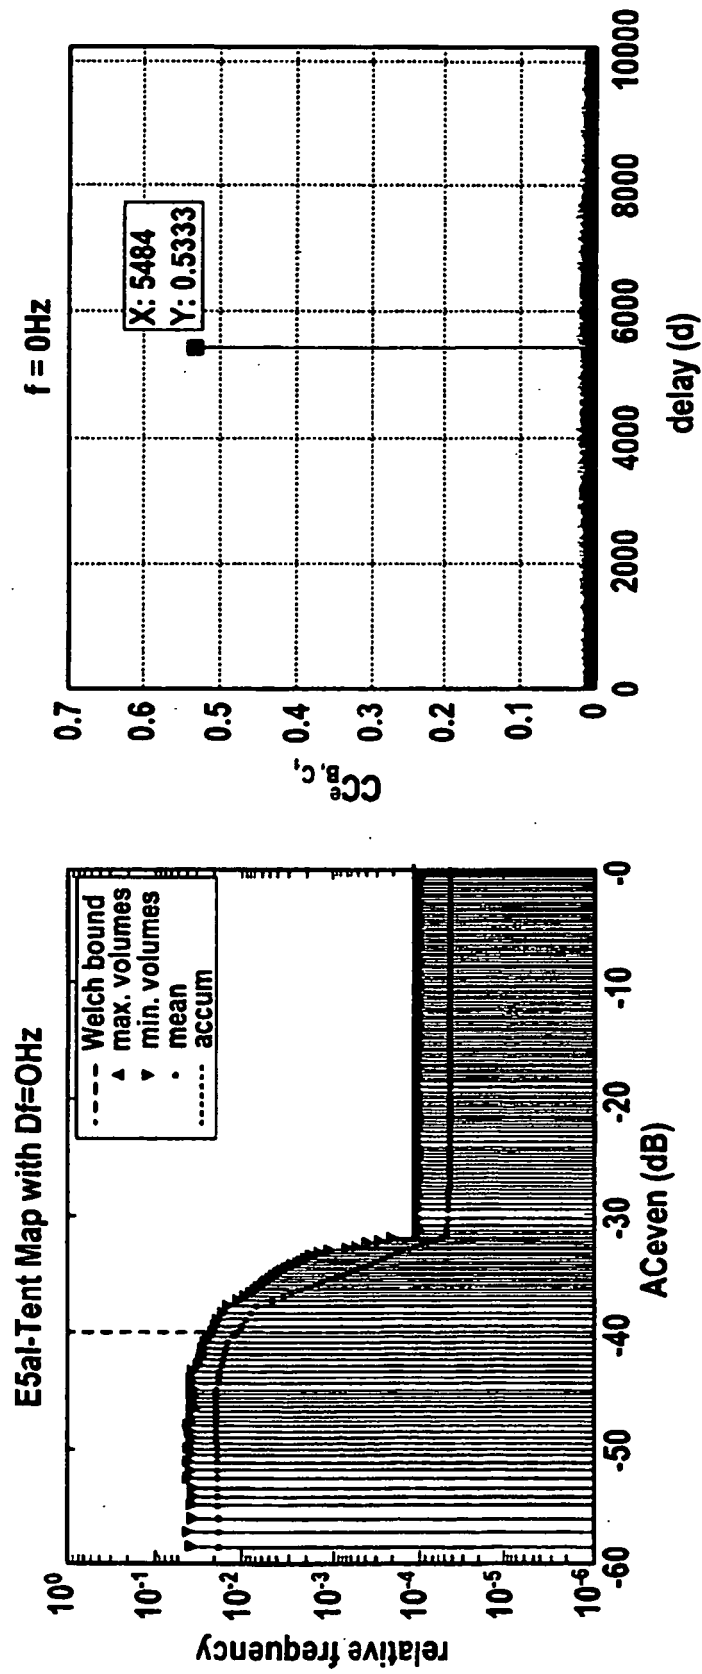 E5al-Tent Map with Df=0Hz
Welch bound
max. volumes
min. volumes
mean
accum
relative frequency
10^0
10^-1
10^-2
10^-3
10^-4
10^-5
10^-6
-60
-50
-40
-30
-20
-10
-0
ACeven (dB)
f = 0Hz
X: 5484
Y: 0.5333
CC^e_B, C_1
0.7
0.6
0.5
0.4
0.3
0.2
0.1
0
0
2000
4000
6000
8000
10000
delay (d)